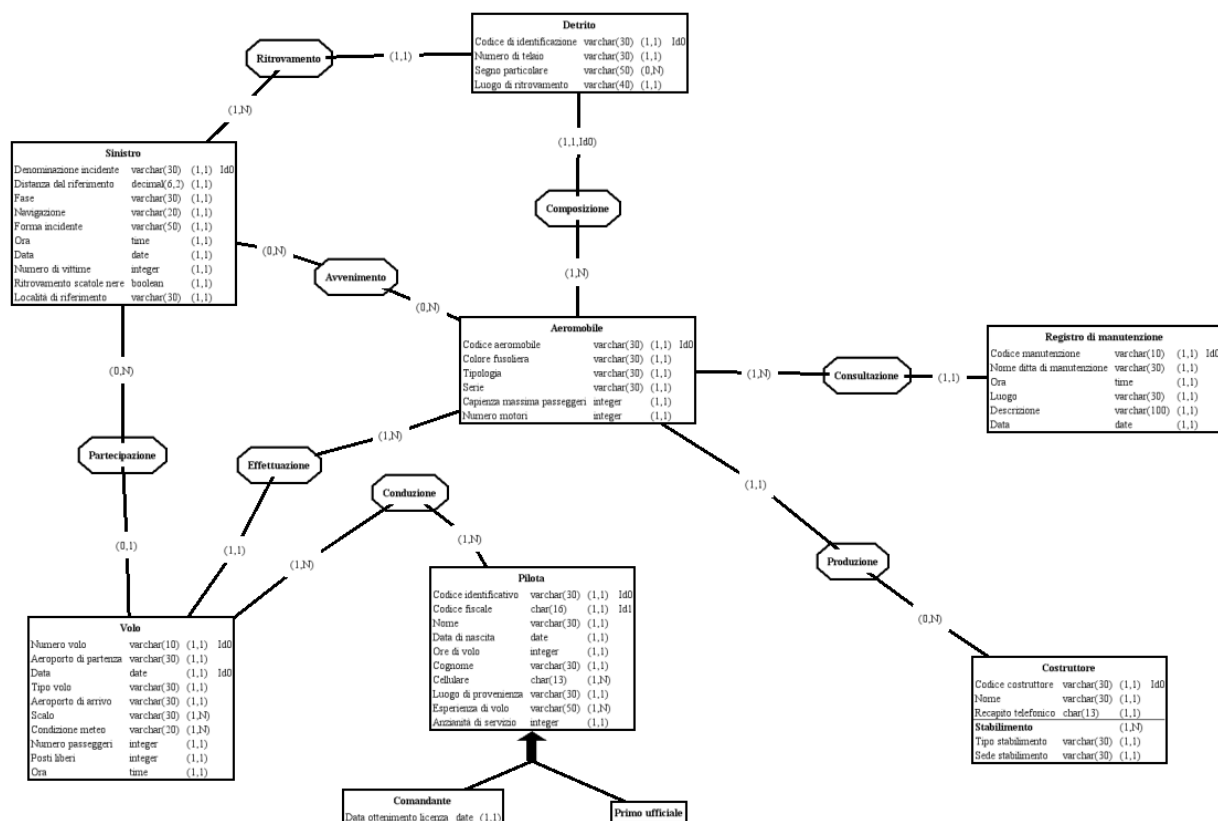 Detrito
Codice di identificazione varchar(30) (1,1) Id0
Numero di telaio varchar(30) (1,1)
Segno particolare varchar(50) (0,N)
Luogo di ritrovamento varchar(40) (1,1)
Ritrovamento
(1,1)
(1,N)
(1,1,Id0)
Sinistro
Denominazione incidente varchar(30) (1,1) Id0
Distanza dal riferimento decimal(6,2) (1,1)
Fase varchar(30) (1,1)
Navigazione varchar(20) (1,1)
Forma incidente varchar(50) (1,1)
Ora time (1,1)
Data date (1,1)
Numero di vittime integer (1,1)
Ritrovamento scatole nere boolean (1,1)
Località di riferimento varchar(30) (1,1)
Composizione
(0,N)
Avvenimento
(1,N)
(0,N)
Aeromobile
Codice aeromobile varchar(30) (1,1) Id0
Colore fusoliera varchar(30) (1,1)
Tipologia varchar(30) (1,1)
Serie varchar(30) (1,1)
Capienza massima passeggeri integer (1,1)
Numero motori integer (1,1)
(1,N)
Consultazione
(1,1)
Registro di manutenzione
Codice manutenzione varchar(10) (1,1) Id0
Nome ditta di manutenzione varchar(30) (1,1)
Ora time (1,1)
Luogo varchar(30) (1,1)
Descrizione varchar(100) (1,1)
Data date (1,1)
(0,N)
Partecipazione
(0,1)
(1,N)
Effettuazione
(1,1)
Conduzione
(1,N)
(1,N)
(1,1)
Produzione
(0,N)
Pilota
Codice identificativo varchar(30) (1,1) Id0
Codice fiscale char(16) (1,1) Id1
Nome varchar(30) (1,1)
Data di nascita date (1,1)
Ore di volo integer (1,1)
Cognome varchar(30) (1,1)
Cellulare char(13) (1,N)
Luogo di provenienza varchar(30) (1,1)
Esperienza di volo varchar(50) (1,N)
Anzianità di servizio integer (1,1)
Volo
Numero volo varchar(10) (1,1) Id0
Aeroporto di partenza varchar(30) (1,1)
Data date (1,1) Id0
Tipo volo varchar(30) (1,1)
Aeroporto di arrivo varchar(30) (1,1)
Scalo varchar(30) (1,N)
Condizione meteo varchar(20) (1,N)
Numero passeggeri integer (1,1)
Posti liberi integer (1,1)
Ora time (1,1)
Costruttore
Codice costruttore varchar(30) (1,1) Id0
Nome varchar(30) (1,1)
Recapito telefonico char(13) (1,1)
Stabilimento (1,N)
Tipo stabilimento varchar(30) (1,1)
Sede stabilimento varchar(30) (1,1)
Comandante
Data ottenimento licenza date (1,1)
Primo ufficiale